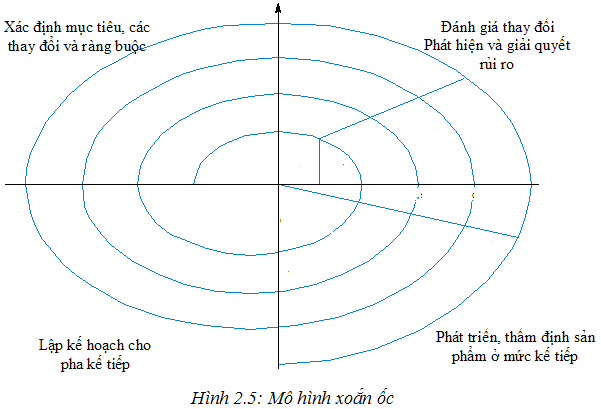 Xác định mục tiêu, các
thay đổi và ràng buộc
Đánh giá thay đổi
Phát hiện và giải quyết
rủi ro
Lập kế hoạch cho
pha kế tiếp
Phát triển, thẩm định sản
phẩm ở mức kế tiếp
Hình 2.5: Mô hình xoắn ốc